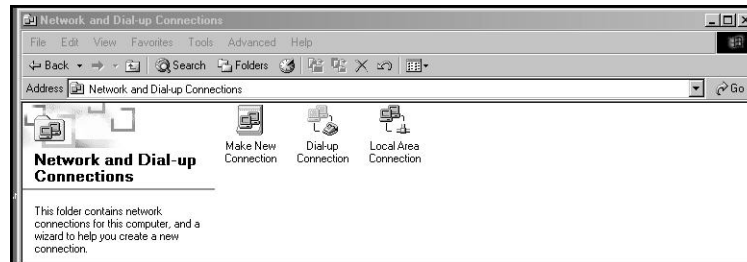 Network and Dial-up Connections
File Edit View Favorites Tools Advanced Help
Back Search Folders
Address Network and Dial-up Connections Go
Make New Connection
Dial-up Connection
Local Area Connection
Network and Dial-up
Connections
This folder contains network
connections for this computer, and a
wizard to help you create a new
connection.